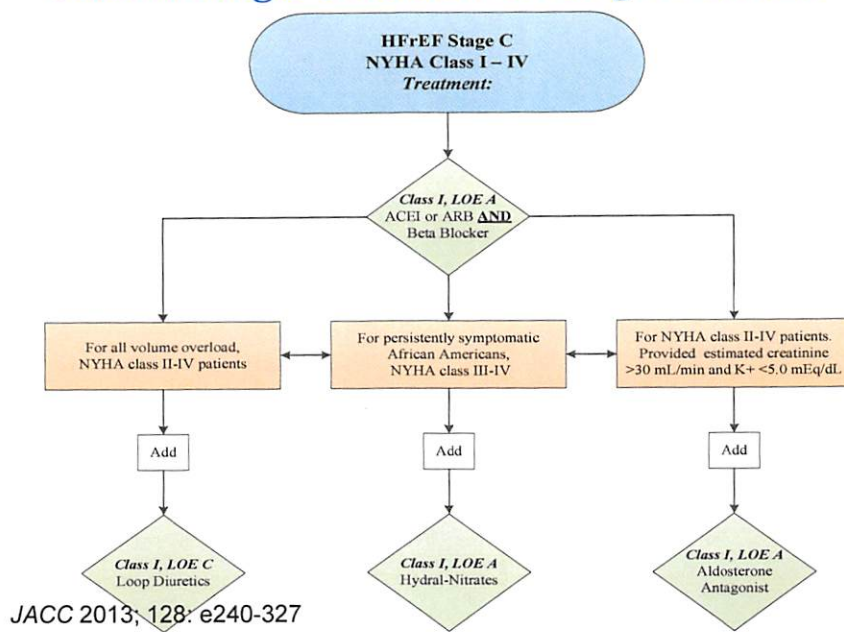 HFrEF Stage C
NYHA Class I – IV
Treatment:
Class I, LOE A
ACEI or ARB AND
Beta Blocker
For all volume overload,
NYHA class II-IV patients
For persistently symptomatic
African Americans,
NYHA class III-IV
For NYHA class II-IV patients.
Provided estimated creatinine
>30 mL/min and K+ <5.0 mEq/dL
Add
Add
Add
Class I, LOE C
Loop Diuretics
Class I, LOE A
Hydral-Nitrates
Class I, LOE A
Aldosterone
Antagonist
JACC 2013; 128: e240-327